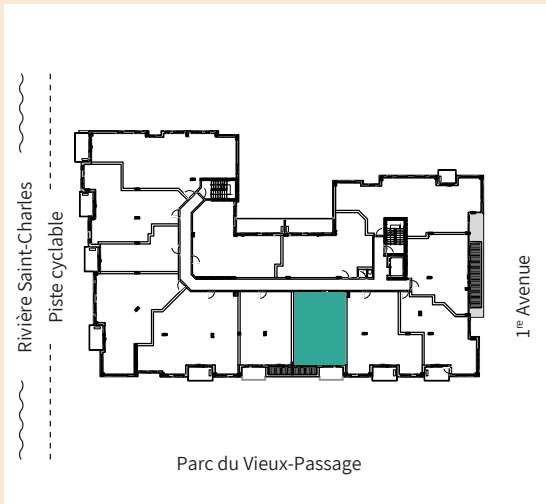 Rivière Saint-Charles
Piste cyclable
1re Avenue
Parc du Vieux-Passage